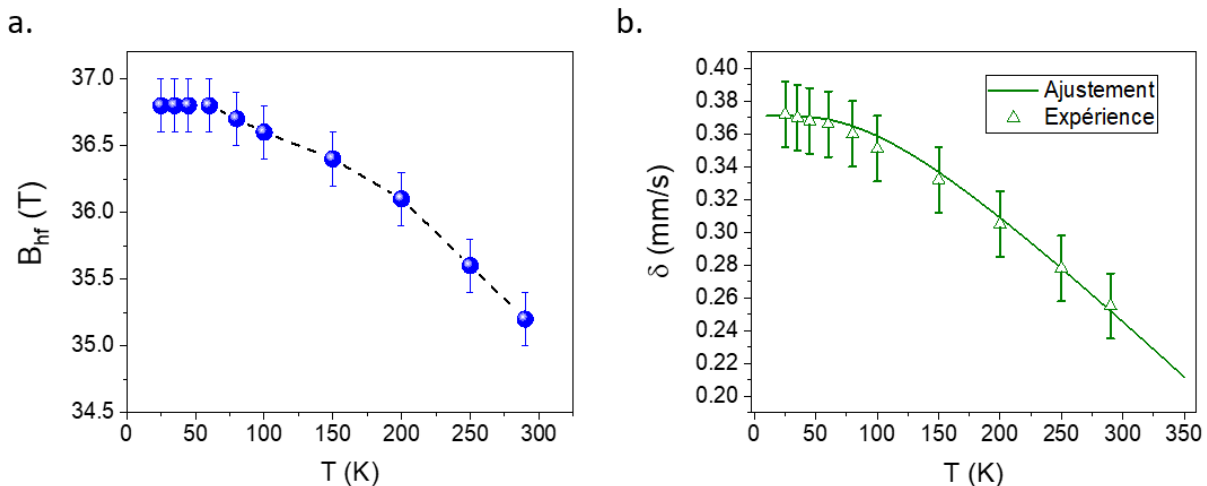 a.
37.0
36.5
36.0
35.5
35.0
34.5
B_hf (T)
0 50 100 150 200 250 300
T (K)
b.
0.40
0.38
0.36
0.34
0.32
0.30
0.28
0.26
0.24
0.22
0.20
δ (mm/s)
Ajustement
Expérience
0 50 100 150 200 250 300 350
T (K)